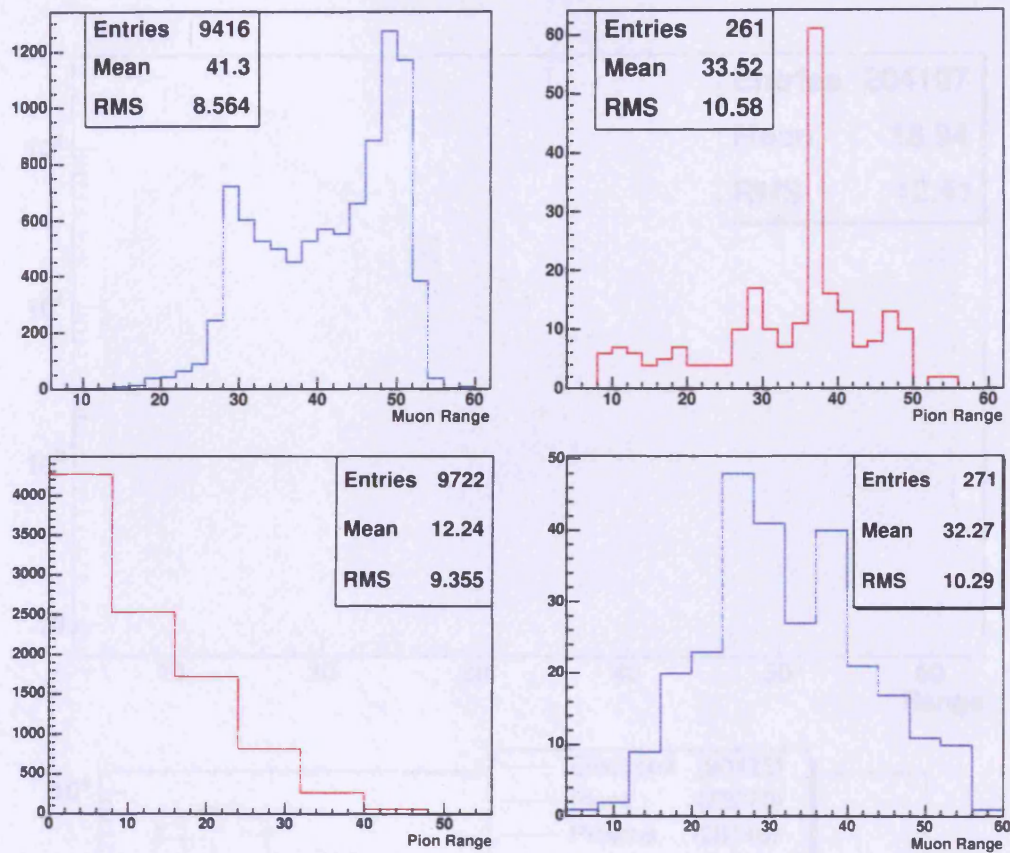 Entries 9416
Mean 41.3
RMS 8.564
1200
1000
800
600
400
200
0
10 20 30 40 50 60
Muon Range
Entries 261
Mean 33.52
RMS 10.58
60
50
40
30
20
10
0
10 20 30 40 50 60
Pion Range
Entries 9722
Mean 12.24
RMS 9.355
4000
3500
3000
2500
2000
1500
1000
500
0
0 10 20 30 40 50
Pion Range
Entries 271
Mean 32.27
RMS 10.29
50
40
30
20
10
0
10 20 30 40 50 60
Muon Range